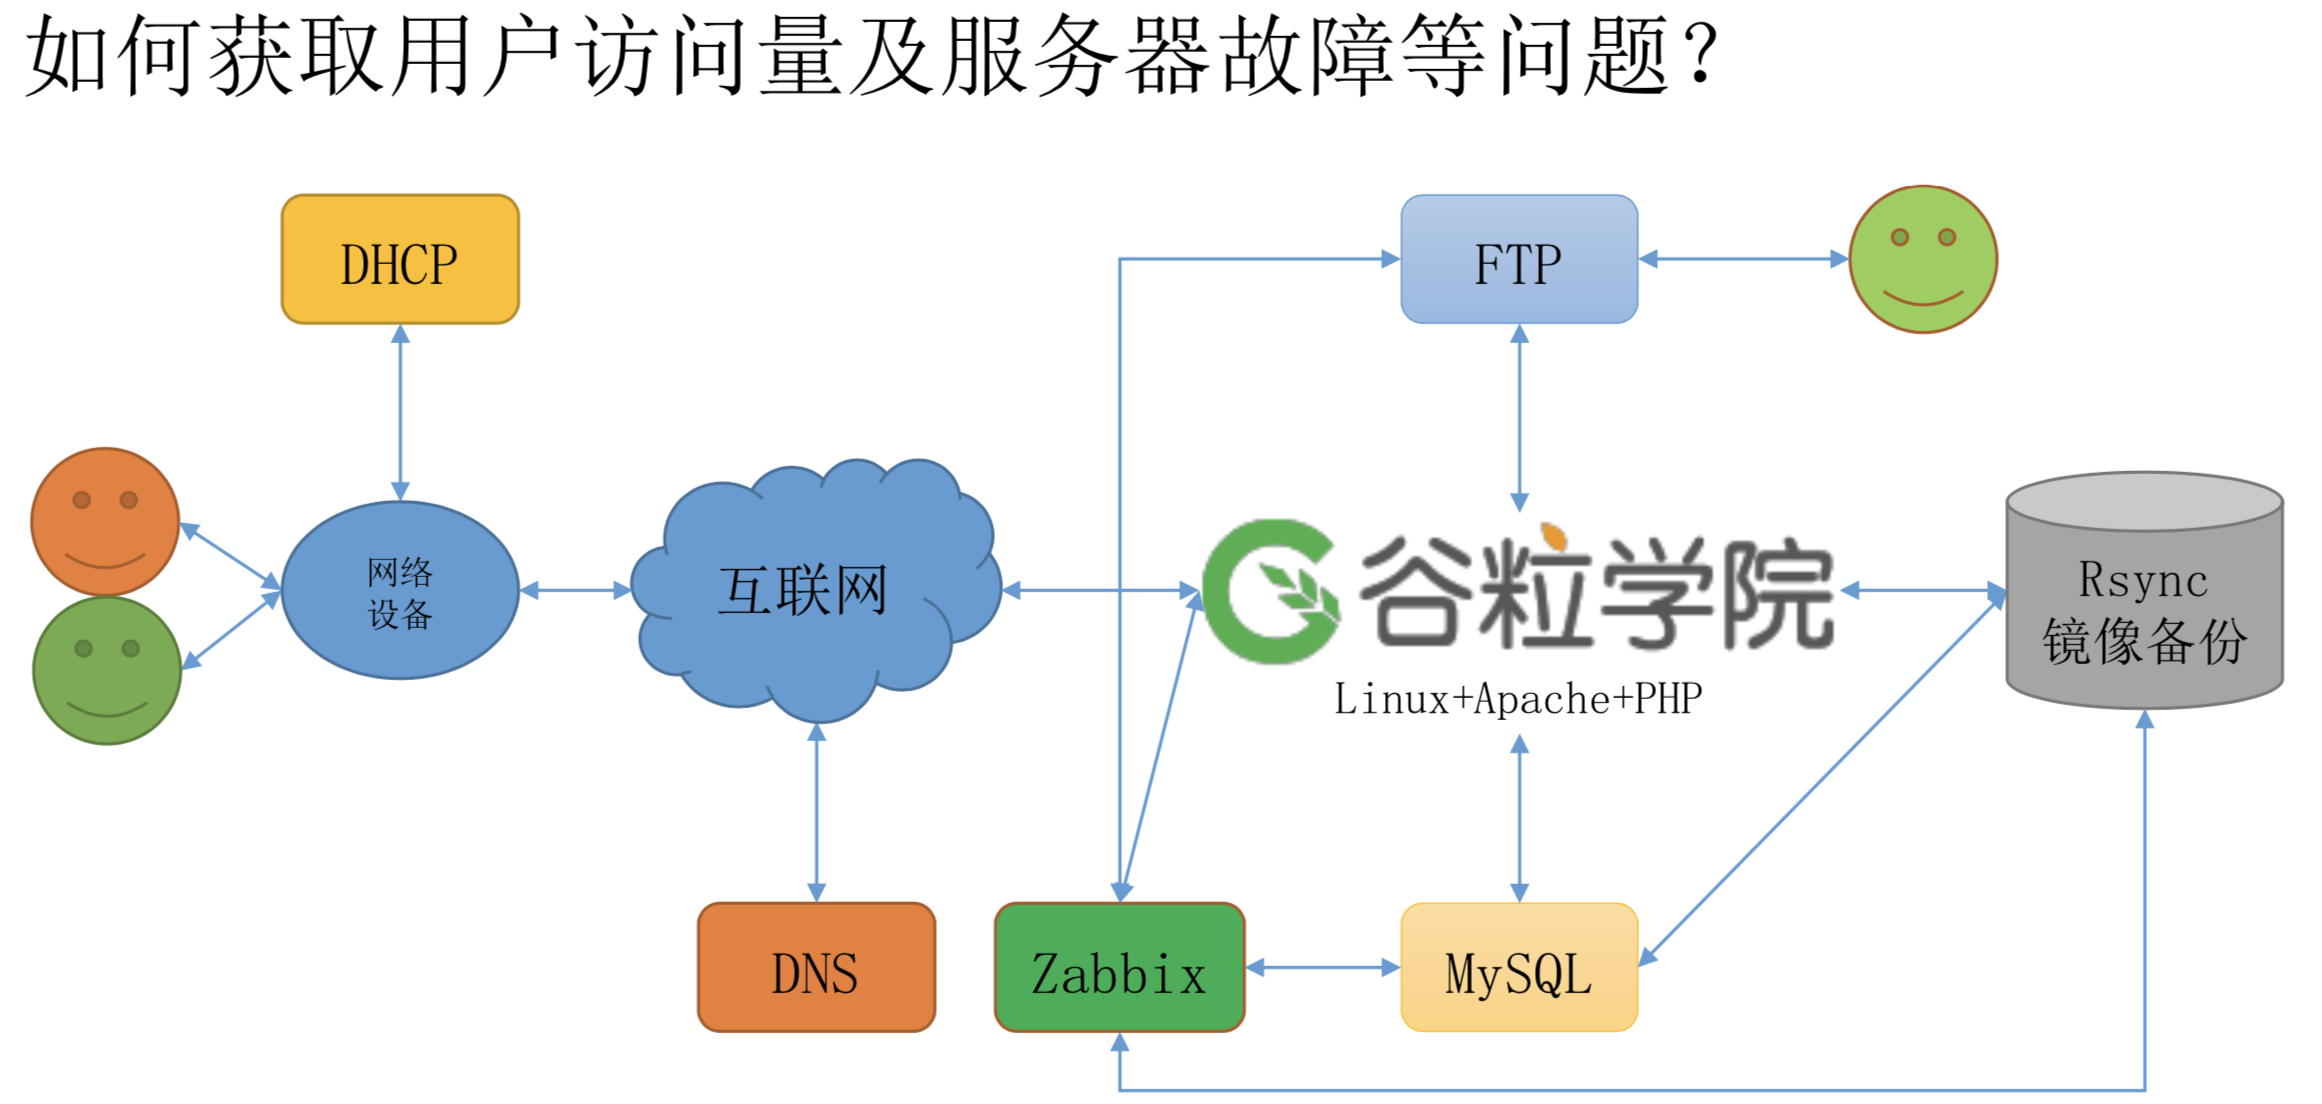 如何获取用户访问量及服务器故障等问题？
DHCP
FTP
网络
设备
互联网
谷粒学院
Linux+Apache+PHP
Rsync
镜像备份
DNS
Zabbix
MySQL